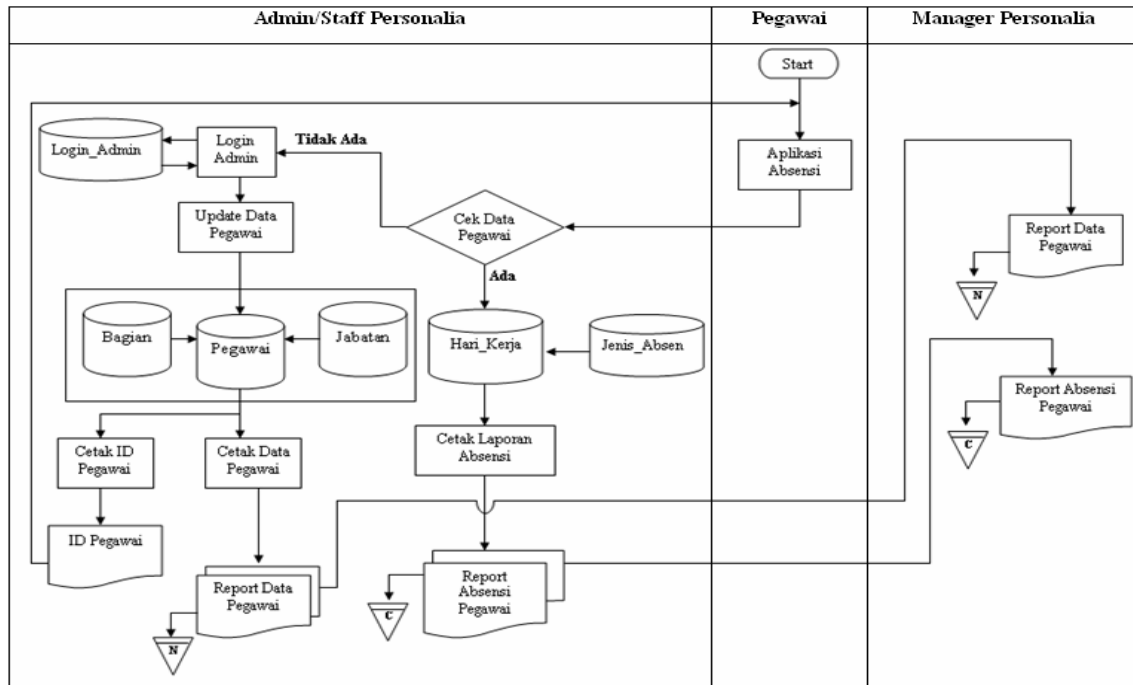 Admin/Staff Personalia
Pegawai
Manager Personalia
Start
Login_Admin
Login
Admin
Tidak Ada
Aplikasi
Absensi
Update Data
Pegawai
Cek Data
Pegawai
Report Data
Pegawai
N
Ada
Bagian
Pegawai
Jabatan
Hari_Kerja
Jenis_Absen
Report Absensi
Pegawai
C
Cetak ID
Pegawai
Cetak Data
Pegawai
Cetak Laporan
Absensi
ID Pegawai
Report Data
Pegawai
N
Report
Absensi
Pegawai
C